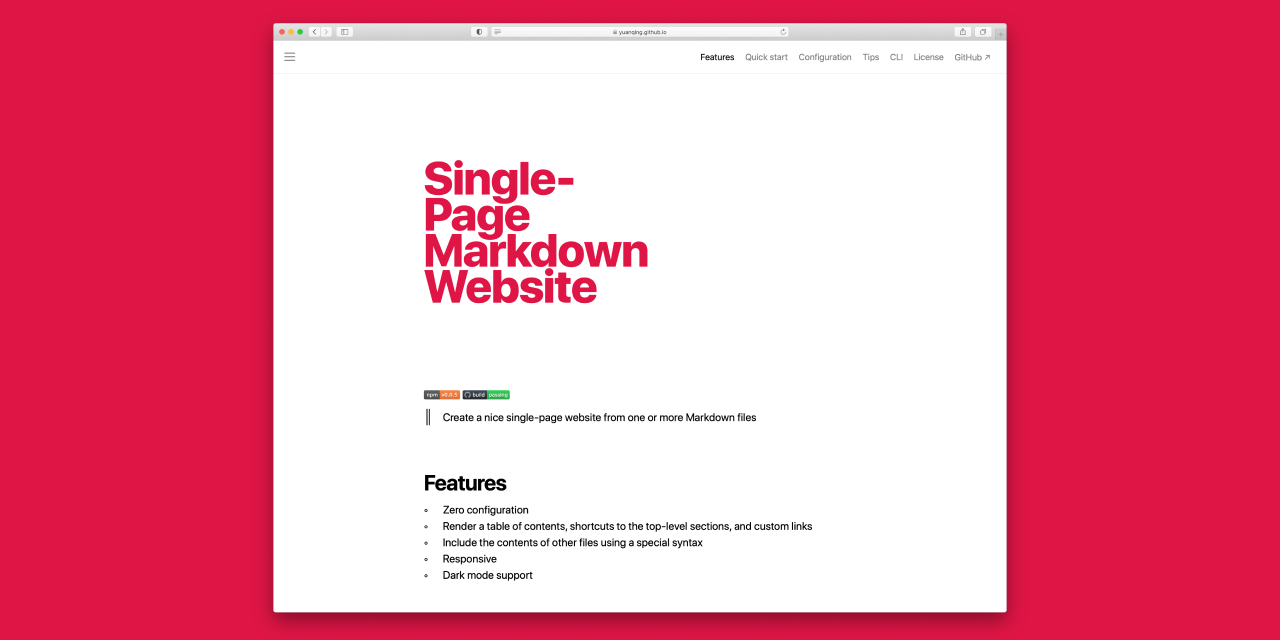 yuanqing.github.io
Features Quick start Configuration Tips CLI License GitHub ↗
Single-
Page
Markdown
Website
npm v0.0.5 build passing
Create a nice single-page website from one or more Markdown files
Features
Zero configuration
Render a table of contents, shortcuts to the top-level sections, and custom links
Include the contents of other files using a special syntax
Responsive
Dark mode support